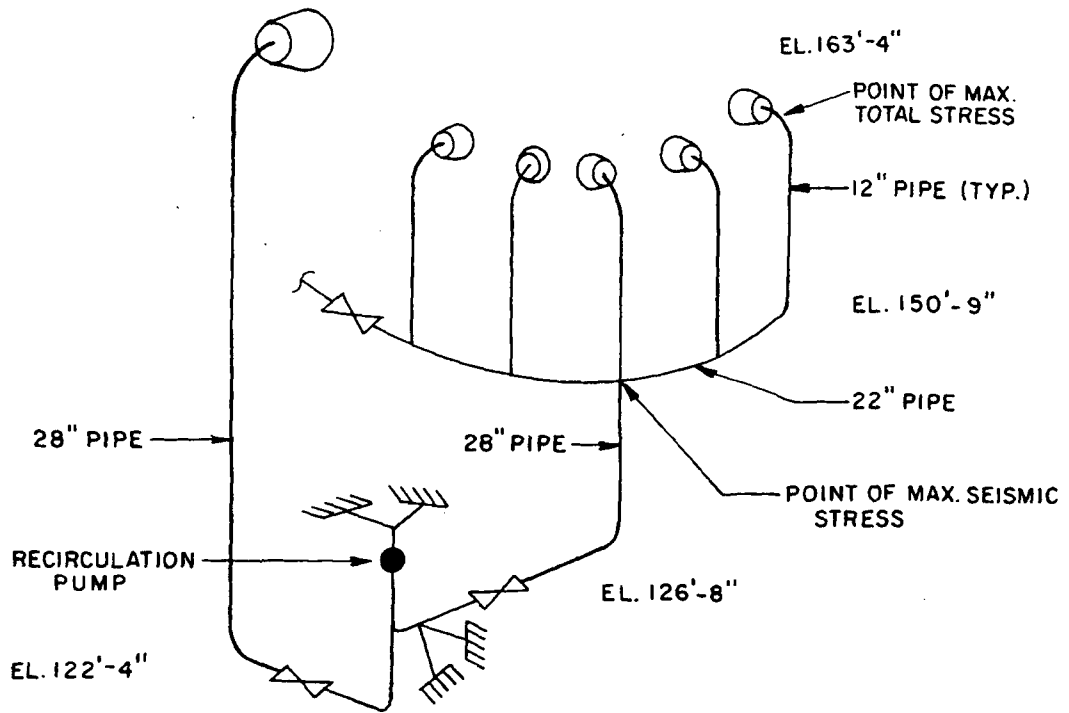 EL. 163'-4"
POINT OF MAX.
TOTAL STRESS
12" PIPE (TYP.)
EL. 150'-9"
22" PIPE
28" PIPE
28" PIPE
POINT OF MAX. SEISMIC
STRESS
RECIRCULATION
PUMP
EL. 126'-8"
EL. 122'-4"